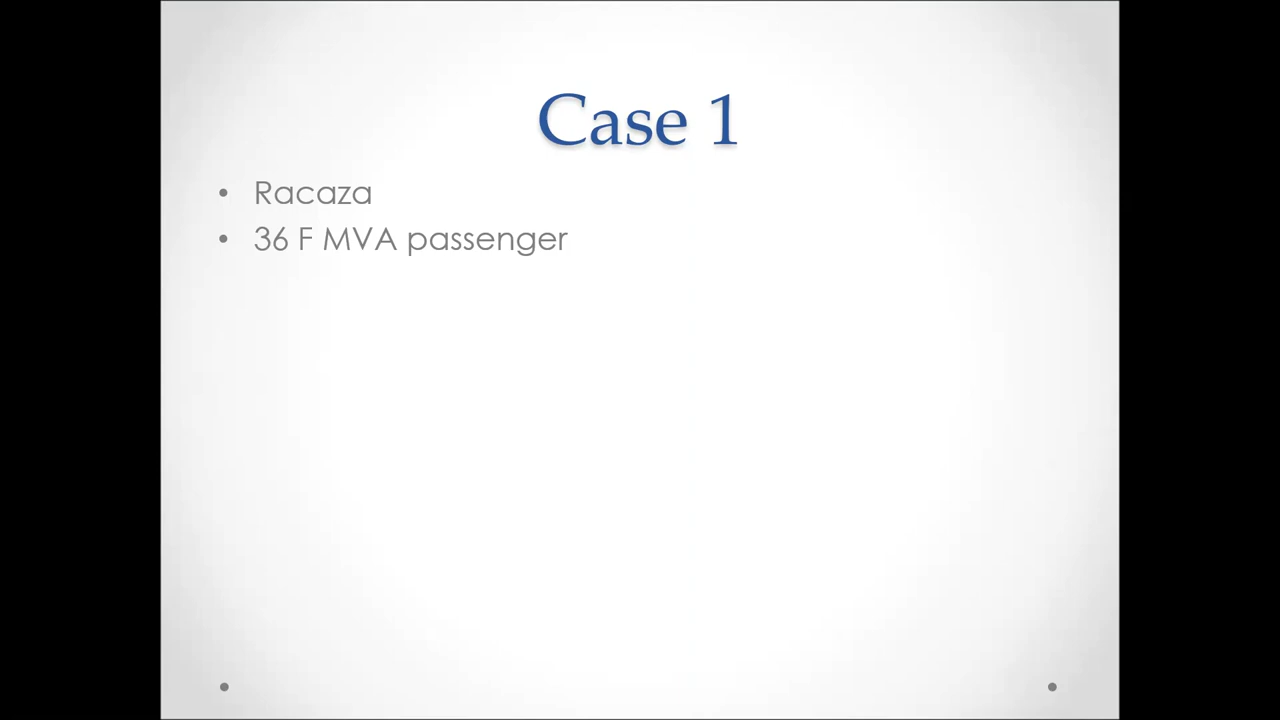 Case 1
• Racaza
• 36 F MVA passenger